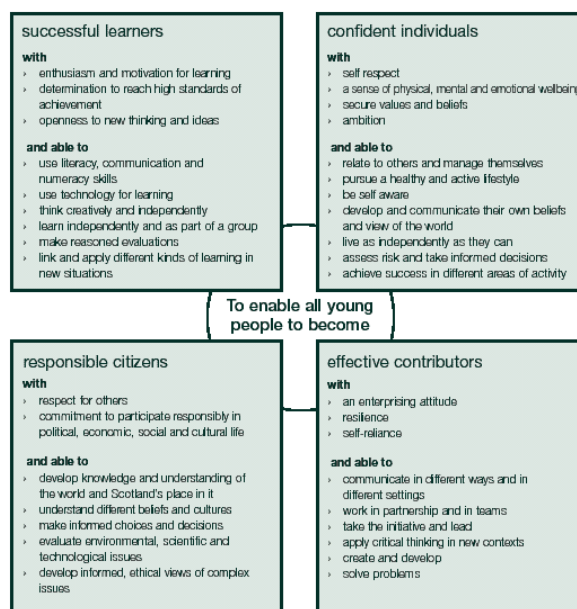 successful learners
with
› enthusiasm and motivation for learning
› determination to reach high standards of
achievement
› openness to new thinking and ideas
and able to
› use literacy, communication and
numeracy skills
› use technology for learning
› think creatively and independently
› learn independently and as part of a group
› make reasoned evaluations
› link and apply different kinds of learning in
new situations
confident individuals
with
› self respect
› a sense of physical, mental and emotional wellbeing
› secure values and beliefs
› ambition
and able to
› relate to others and manage themselves
› pursue a healthy and active lifestyle
› be self aware
› develop and communicate their own beliefs
and view of the world
› live as independently as they can
› assess risk and take informed decisions
› achieve success in different areas of activity
To enable all young
people to become
responsible citizens
with
› respect for others
› commitment to participate responsibly in
political, economic, social and cultural life
and able to
› develop knowledge and understanding of
the world and Scotland's place in it
› understand different beliefs and cultures
› make informed choices and decisions
› evaluate environmental, scientific and
technological issues
› develop informed, ethical views of complex
issues
effective contributors
with
› an enterprising attitude
› resilience
› self-reliance
and able to
› communicate in different ways and in
different settings
› work in partnership and in teams
› take the initiative and lead
› apply critical thinking in new contexts
› create and develop
› solve problems